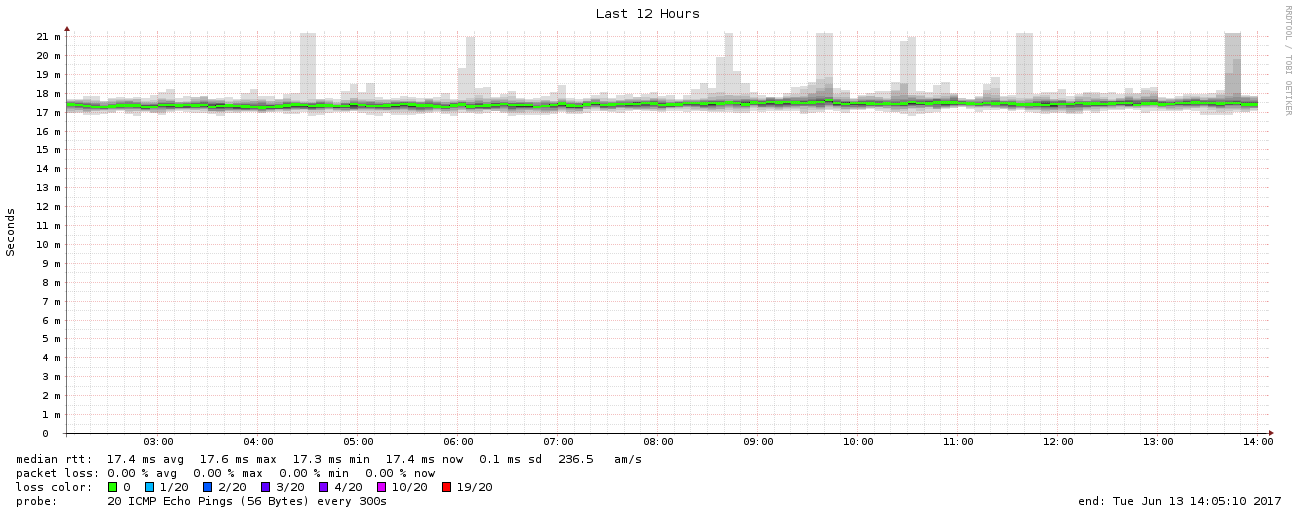 Last 12 Hours
RRDTOOL / TOBI OETIKER
Seconds
21 m
20 m
19 m
18 m
17 m
16 m
15 m
14 m
13 m
12 m
11 m
10 m
9 m
8 m
7 m
6 m
5 m
4 m
3 m
2 m
1 m
0
03:00 04:00 05:00 06:00 07:00 08:00 09:00 10:00 11:00 12:00 13:00 14:00
median rtt: 17.4 ms avg 17.6 ms max 17.3 ms min 17.4 ms now 0.1 ms sd 236.5 am/s
packet loss: 0.00 % avg 0.00 % max 0.00 % min 0.00 % now
loss color: 0 1/20 2/20 3/20 4/20 10/20 19/20
probe: 20 ICMP Echo Pings (56 Bytes) every 300s end: Tue Jun 13 14:05:10 2017